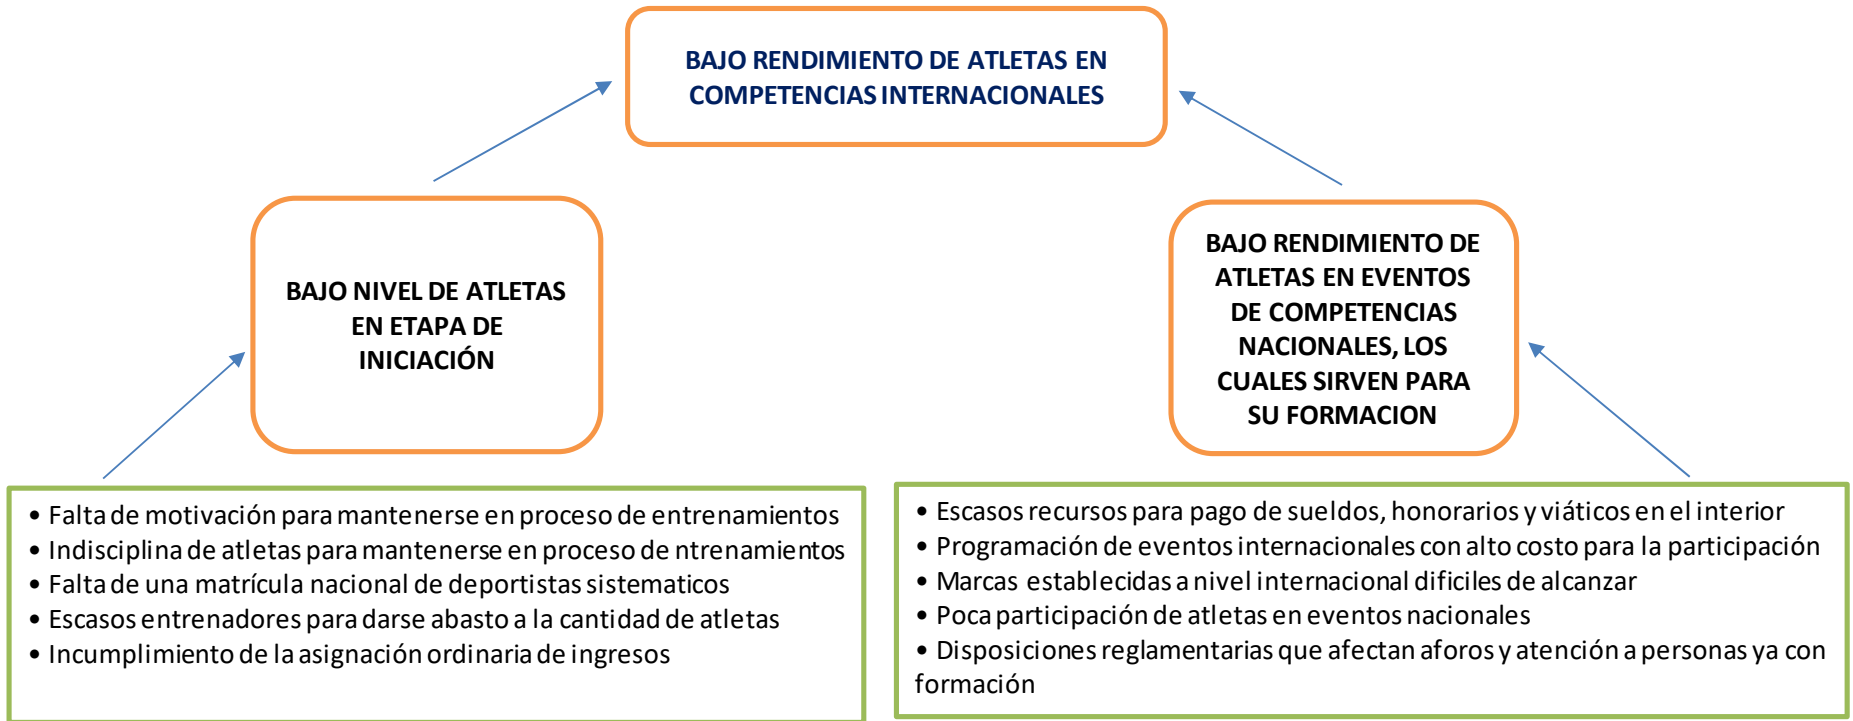 BAJO RENDIMIENTO DE ATLETAS EN
COMPETENCIAS INTERNACIONALES
BAJO NIVEL DE ATLETAS
EN ETAPA DE
INICIACIÓN
BAJO RENDIMIENTO DE
ATLETAS EN EVENTOS
DE COMPETENCIAS
NACIONALES, LOS
CUALES SIRVEN PARA
SU FORMACION
• Falta de motivación para mantenerse en proceso de entrenamientos
• Indisciplina de atletas para mantenerse en proceso de ntrenamientos
• Falta de una matrícula nacional de deportistas sistematicos
• Escasos entrenadores para darse abasto a la cantidad de atletas
• Incumplimiento de la asignación ordinaria de ingresos
• Escasos recursos para pago de sueldos, honorarios y viáticos en el interior
• Programación de eventos internacionales con alto costo para la participación
• Marcas establecidas a nivel internacional dificiles de alcanzar
• Poca participación de atletas en eventos nacionales
• Disposiciones reglamentarias que afectan aforos y atención a personas ya con
formación